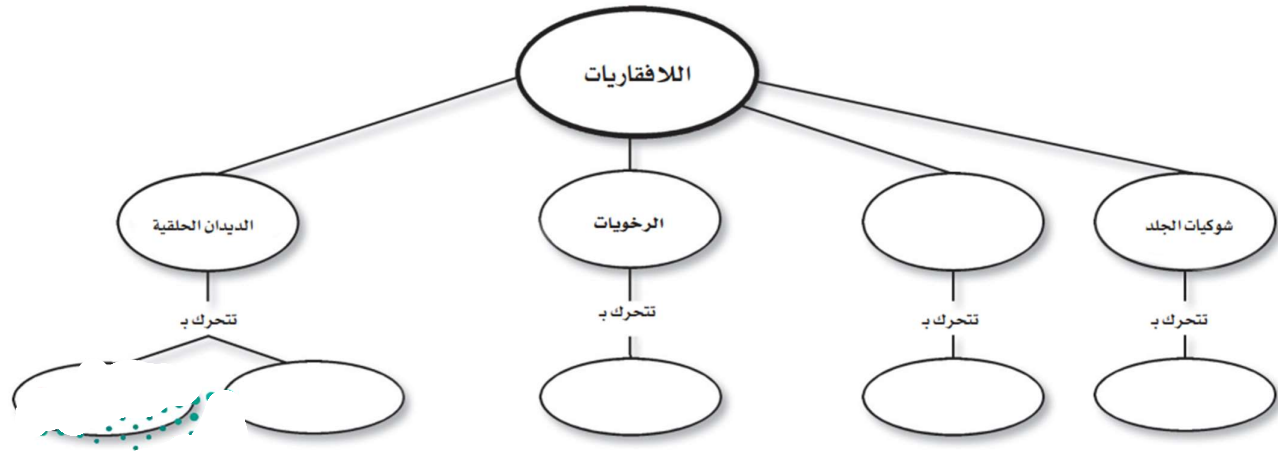 اللافقاريات
شوكيات الجلد
الرخويات
الديدان الحلقية
تتحرك بـ
تتحرك بـ
تتحرك بـ
تتحرك بـ